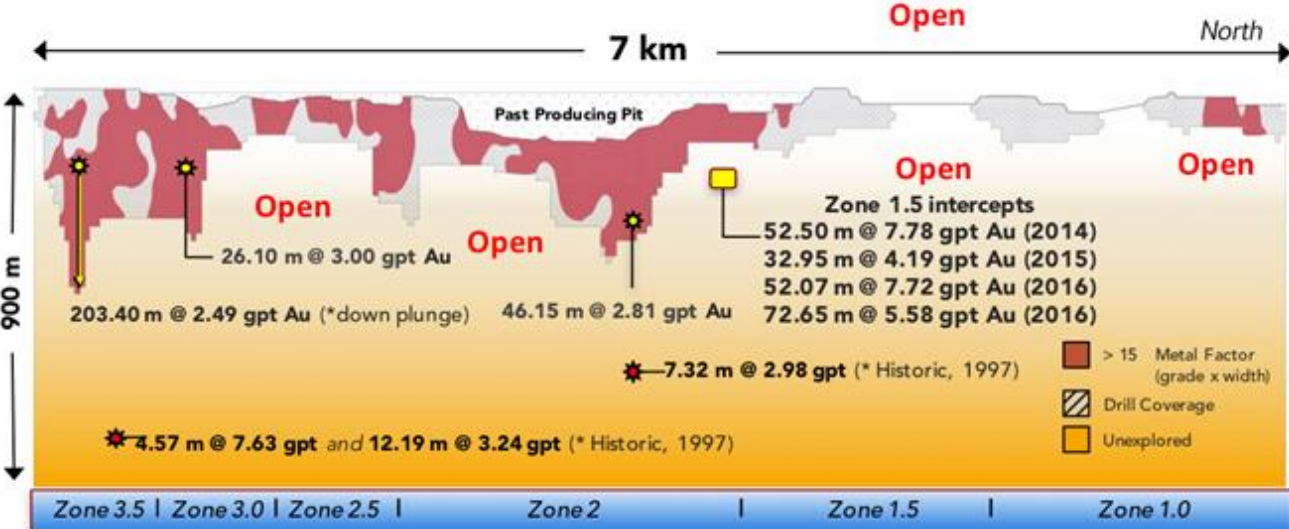 Open
North
7 km
Past Producing Pit
900 m
Open
Open
Open
Open
Zone 1.5 intercepts
52.50 m @ 7.78 gpt Au (2014)
32.95 m @ 4.19 gpt Au (2015)
52.07 m @ 7.72 gpt Au (2016)
72.65 m @ 5.58 gpt Au (2016)
26.10 m @ 3.00 gpt Au
203.40 m @ 2.49 gpt Au (*down plunge)
46.15 m @ 2.81 gpt Au
7.32 m @ 2.98 gpt (* Historic, 1997)
4.57 m @ 7.63 gpt and 12.19 m @ 3.24 gpt (* Historic, 1997)
> 15 Metal Factor
(grade x width)
Drill Coverage
Unexplored
Zone 3.5 | Zone 3.0 | Zone 2.5 | Zone 2 | Zone 1.5 | Zone 1.0